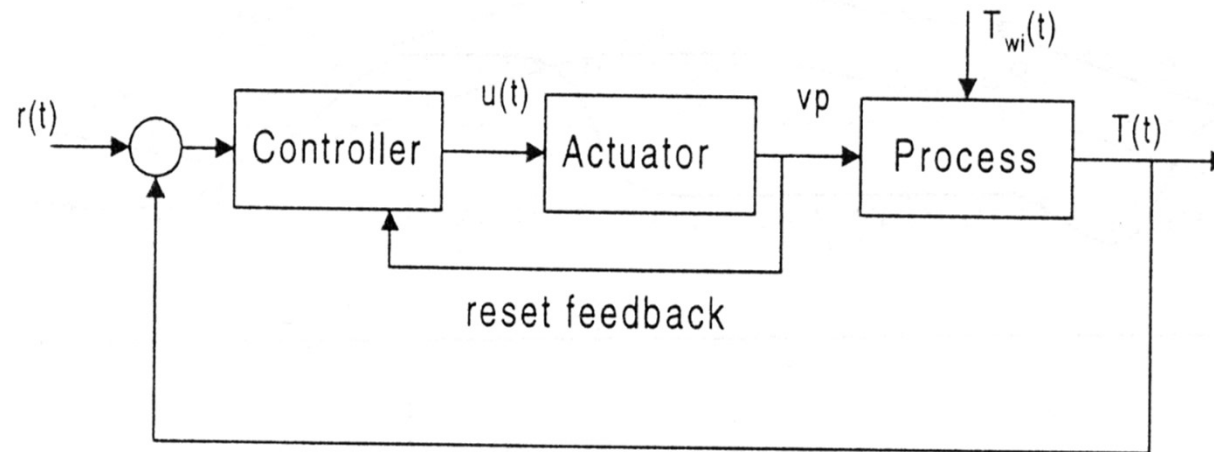 T_wi(t)
r(t)
u(t)
vp
T(t)
Controller
Actuator
Process
reset feedback